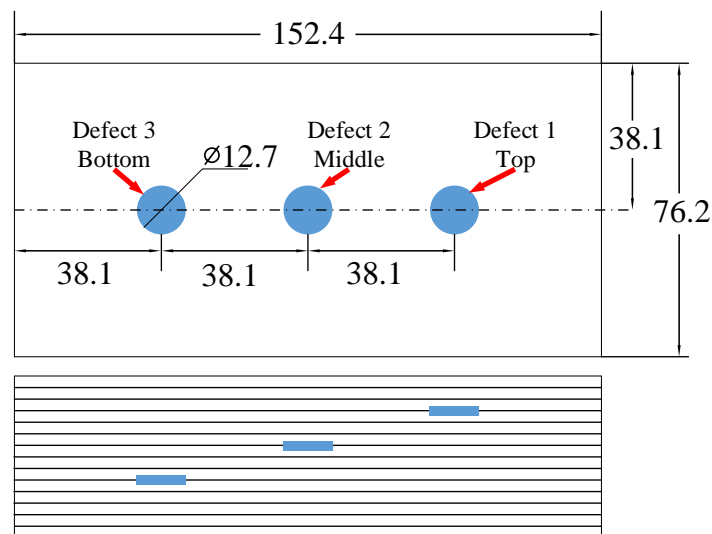 152.4
Defect 3
Bottom
Defect 2
Middle
Defect 1
Top
⌀12.7
38.1
76.2
38.1
38.1
38.1